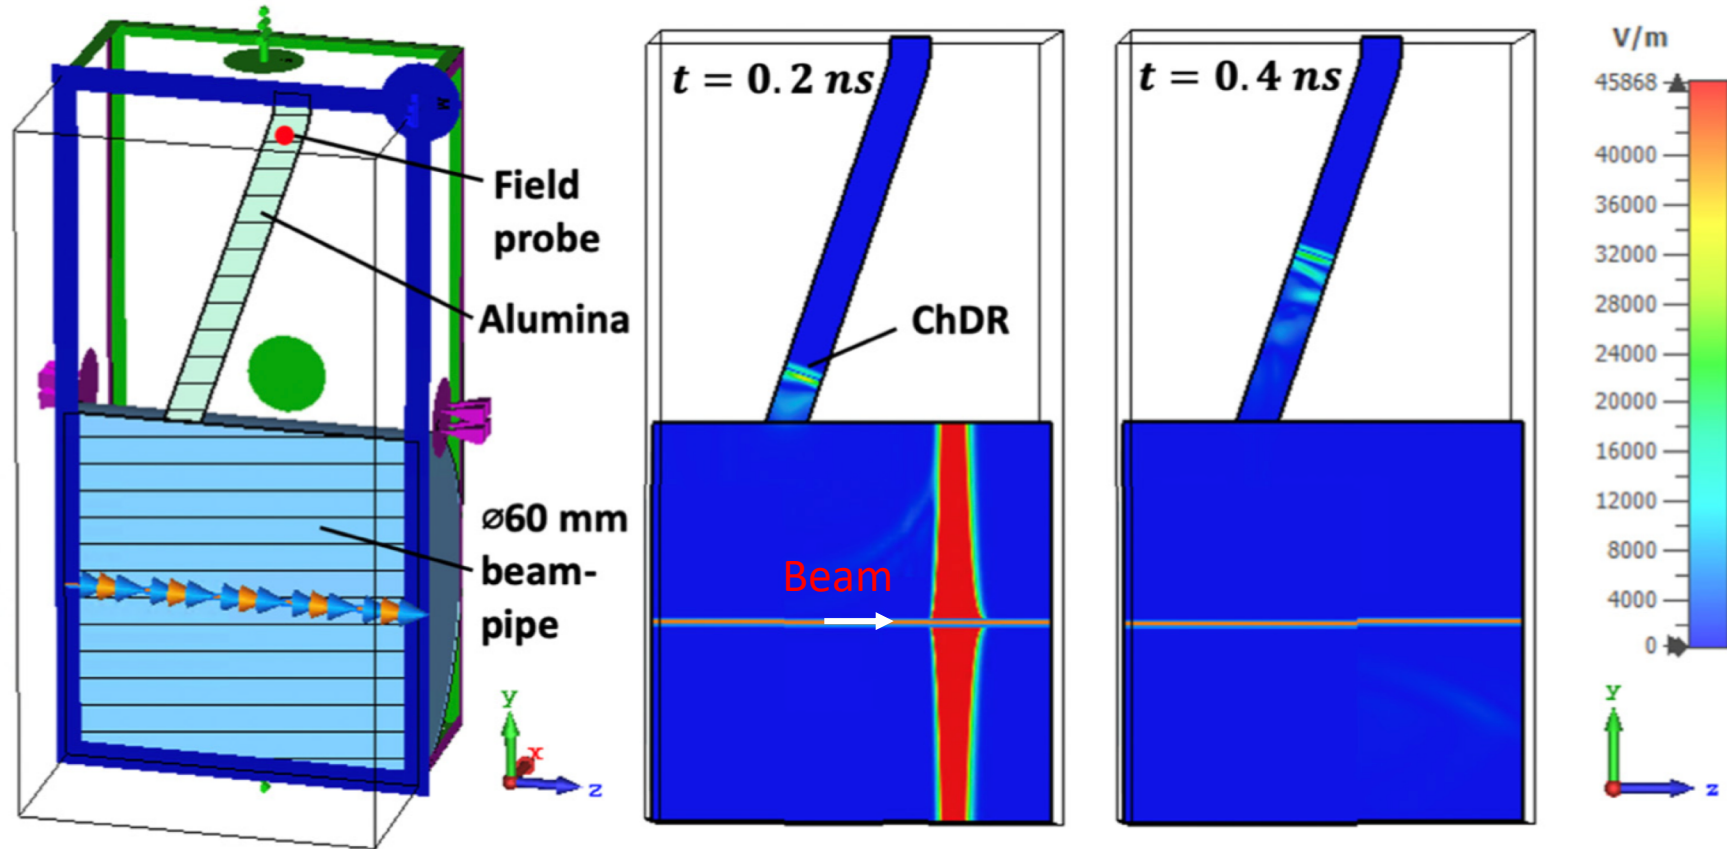 Field
probe
Alumina
⌀60 mm
beam-
pipe
y
x
z
t = 0.2 ns
ChDR
Beam
t = 0.4 ns
V/m
45868
40000
36000
32000
28000
24000
20000
16000
12000
8000
4000
0
y
z